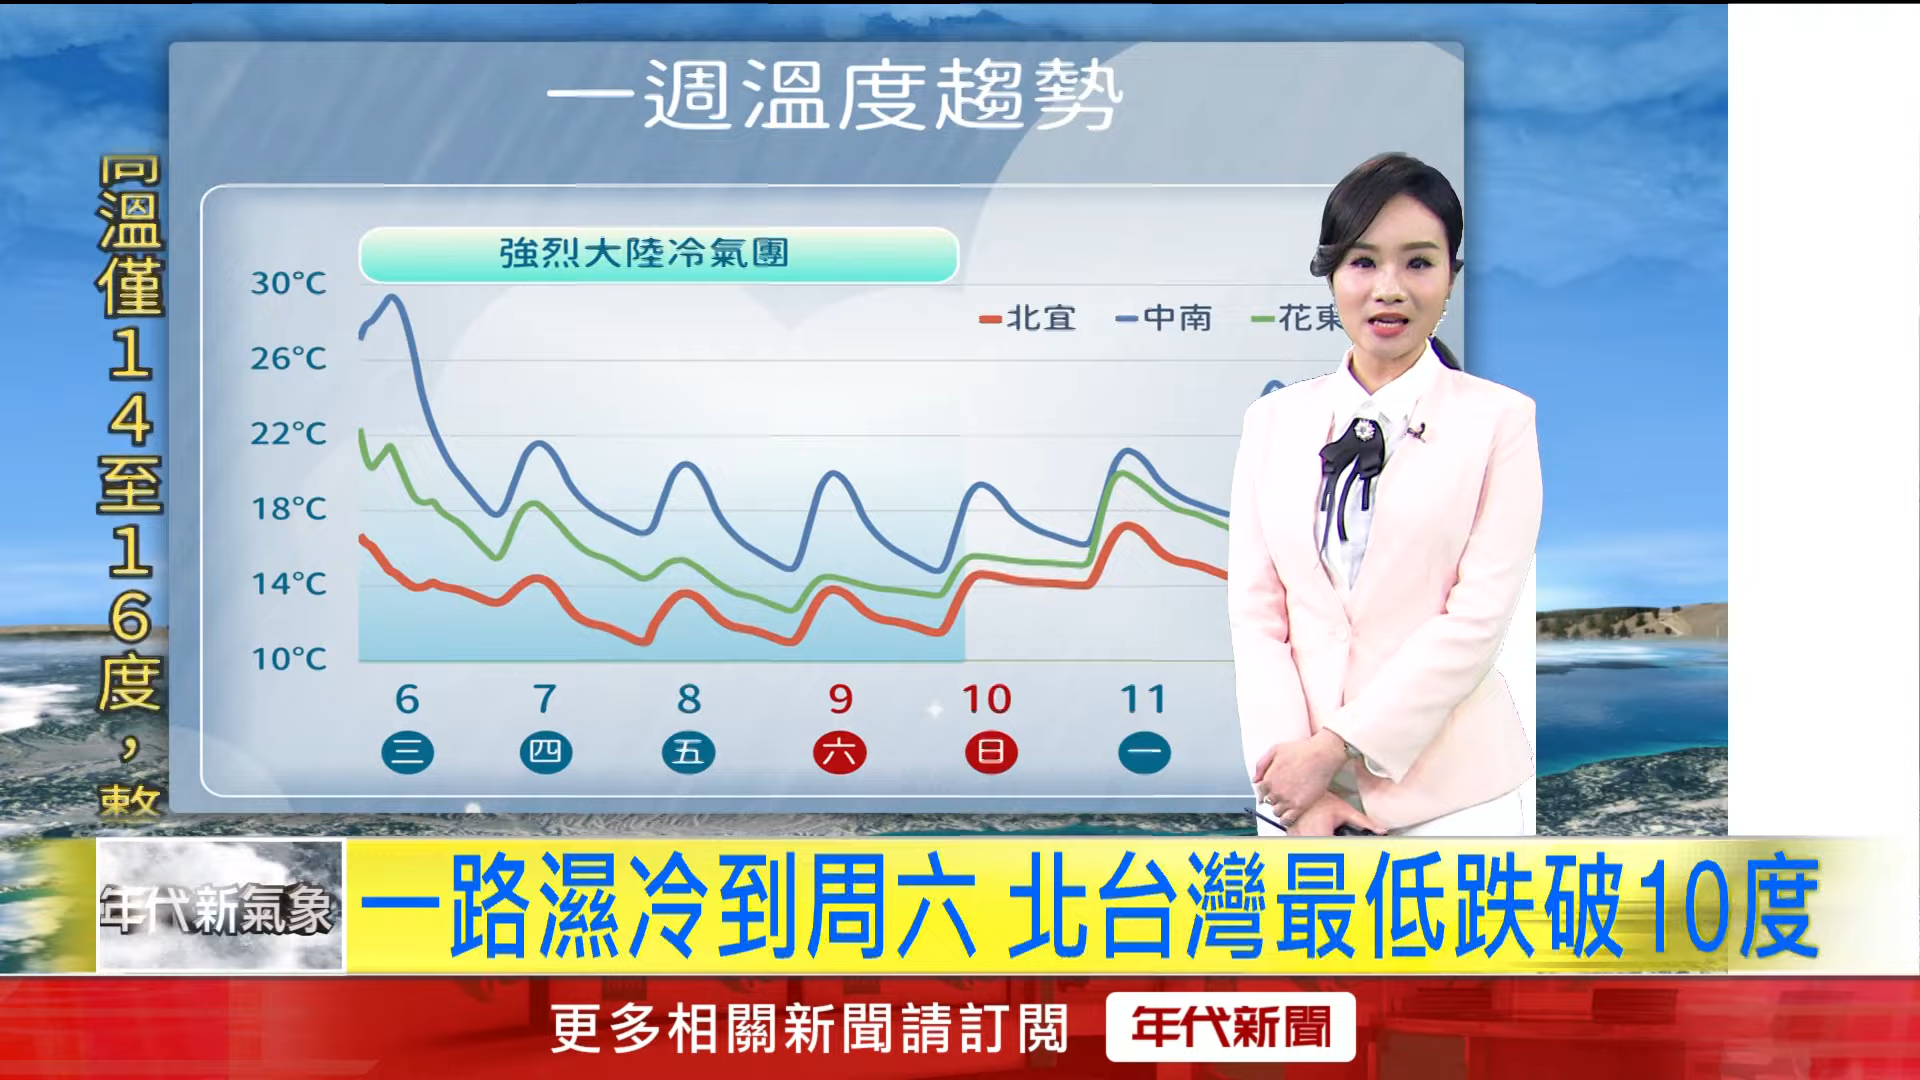 一週溫度趨勢
強烈大陸冷氣團
30°C
26°C
22°C
18°C
14°C
10°C
北宜
中南
花東
6
7
8
9
10
11
三
四
五
六
日
一
溫僅14至16度，
年代新氣象
一路濕冷到周六 北台灣最低跌破10度
更多相關新聞請訂閱
年代新聞